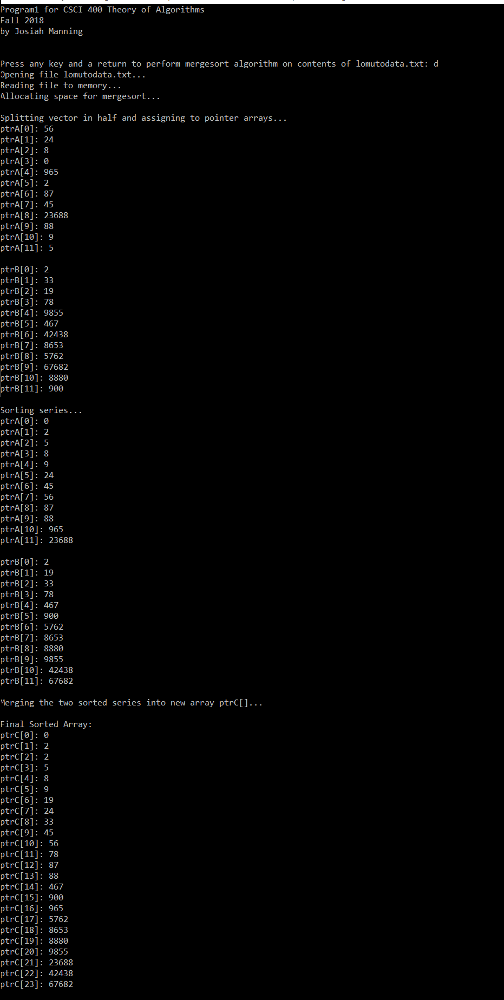 Program1 for CSCI 400 Theory of Algorithms
Fall 2018
by Josiah Manning
Press any key and a return to perform mergesort algorithm on contents of lomutodata.txt: d
Opening file lomutodata.txt...
Reading file to memory...
Allocating space for mergesort...
Splitting vector in half and assigning to pointer arrays...
ptrA[0]: 56
ptrA[1]: 24
ptrA[2]: 8
ptrA[3]: 0
ptrA[4]: 965
ptrA[5]: 2
ptrA[6]: 87
ptrA[7]: 45
ptrA[8]: 23688
ptrA[9]: 88
ptrA[10]: 9
ptrA[11]: 5
ptrB[0]: 2
ptrB[1]: 33
ptrB[2]: 19
ptrB[3]: 78
ptrB[4]: 9855
ptrB[5]: 467
ptrB[6]: 42438
ptrB[7]: 8653
ptrB[8]: 5762
ptrB[9]: 67682
ptrB[10]: 8880
ptrB[11]: 900
Sorting series...
ptrA[0]: 0
ptrA[1]: 2
ptrA[2]: 5
ptrA[3]: 8
ptrA[4]: 9
ptrA[5]: 24
ptrA[6]: 45
ptrA[7]: 56
ptrA[8]: 87
ptrA[9]: 88
ptrA[10]: 965
ptrA[11]: 23688
ptrB[0]: 2
ptrB[1]: 19
ptrB[2]: 33
ptrB[3]: 78
ptrB[4]: 467
ptrB[5]: 900
ptrB[6]: 5762
ptrB[7]: 8653
ptrB[8]: 8880
ptrB[9]: 9855
ptrB[10]: 42438
ptrB[11]: 67682
Merging the two sorted series into new array ptrC[]...
Final Sorted Array:
ptrC[0]: 0
ptrC[1]: 2
ptrC[2]: 2
ptrC[3]: 5
ptrC[4]: 8
ptrC[5]: 9
ptrC[6]: 19
ptrC[7]: 24
ptrC[8]: 33
ptrC[9]: 45
ptrC[10]: 56
ptrC[11]: 78
ptrC[12]: 87
ptrC[13]: 88
ptrC[14]: 467
ptrC[15]: 900
ptrC[16]: 965
ptrC[17]: 5762
ptrC[18]: 8653
ptrC[19]: 8880
ptrC[20]: 9855
ptrC[21]: 23688
ptrC[22]: 42438
ptrC[23]: 67682